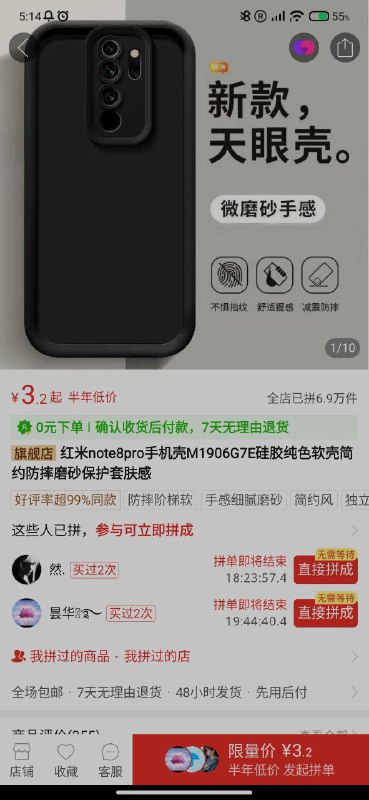 5:14
55%
NEW
新款，
天眼壳。
微磨砂手感
不惧指纹 舒适握感 减震防摔
1/10
¥3.2起 半年低价
全店已拼6.9万件
0元下单 | 确认收货后付款，7天无理由退货
旗舰店 红米note8pro手机壳M1906G7E硅胶纯色软壳简
约防摔磨砂保护套肤感
好评率超99%同款 防摔阶梯软 手感细腻磨砂 简约风 独立
这些人已拼，参与可立即拼成
然. 买过2次
拼单即将结束
18:23:57.4
无需等待
直接拼成
昙华 买过2次
拼单即将结束
19:44:40.4
无需等待
直接拼成
我拼过的商品 · 我拼过的店
全场包邮 · 7天无理由退货 · 48小时发货 · 先用后付
店铺
收藏
客服
限量价 ¥3.2
半年低价 发起拼单